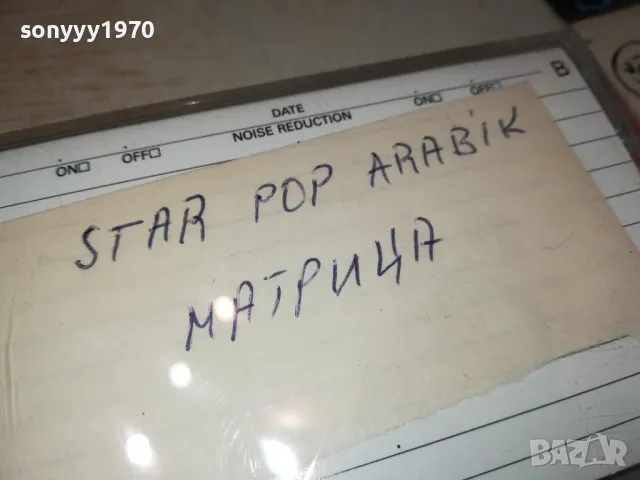 sonyyy1970
B
DATE
NOISE REDUCTION
ON OFF
ON OFF
STAR POP ARABIK
МАТРИЦА
BAZAR